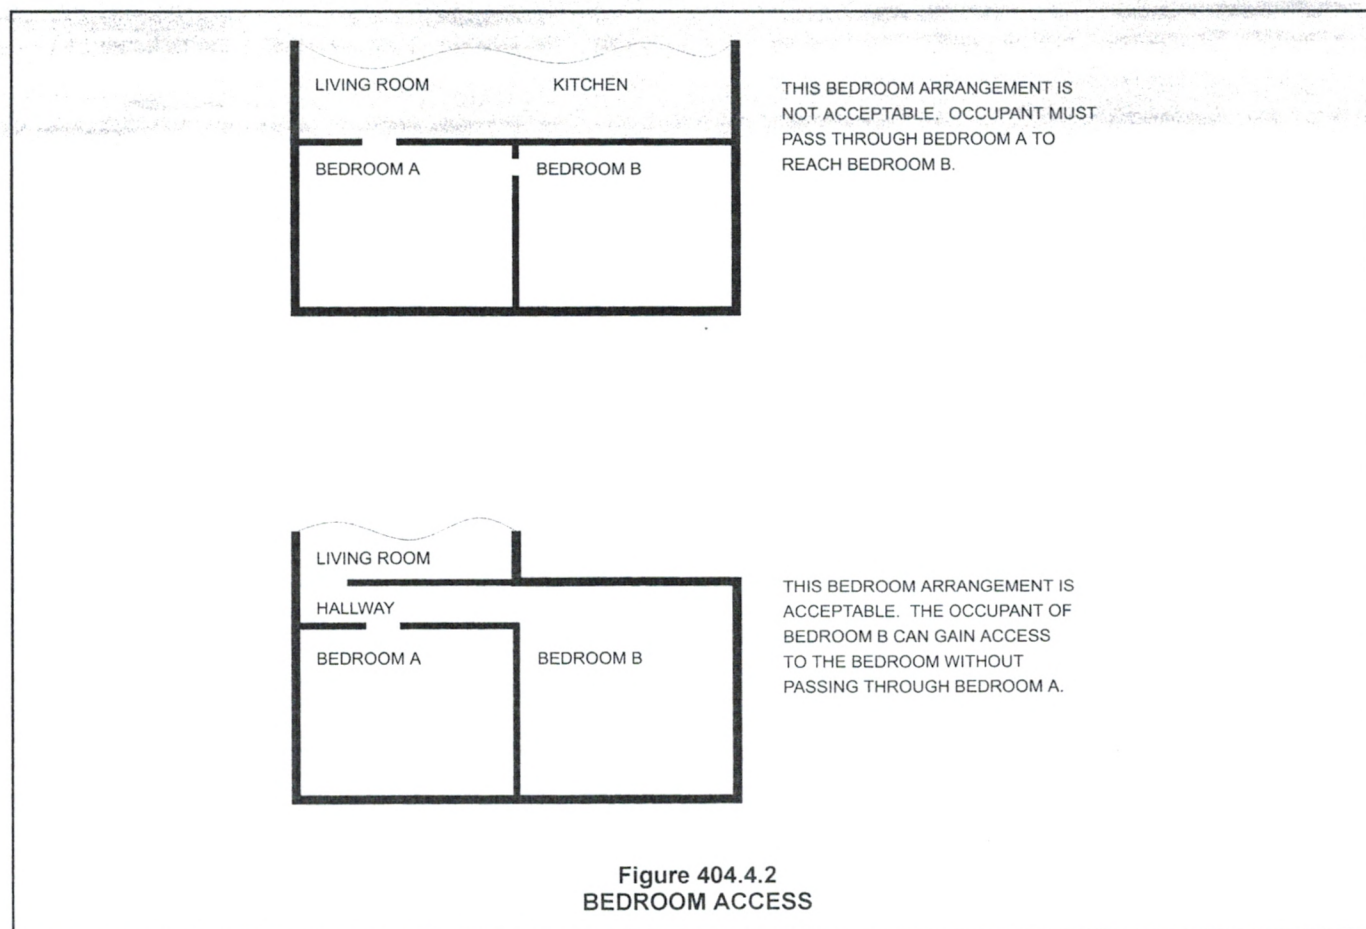 LIVING ROOM KITCHEN
BEDROOM A BEDROOM B
THIS BEDROOM ARRANGEMENT IS
NOT ACCEPTABLE. OCCUPANT MUST
PASS THROUGH BEDROOM A TO
REACH BEDROOM B.
LIVING ROOM
HALLWAY
BEDROOM A BEDROOM B
THIS BEDROOM ARRANGEMENT IS
ACCEPTABLE. THE OCCUPANT OF
BEDROOM B CAN GAIN ACCESS
TO THE BEDROOM WITHOUT
PASSING THROUGH BEDROOM A.
Figure 404.4.2
BEDROOM ACCESS